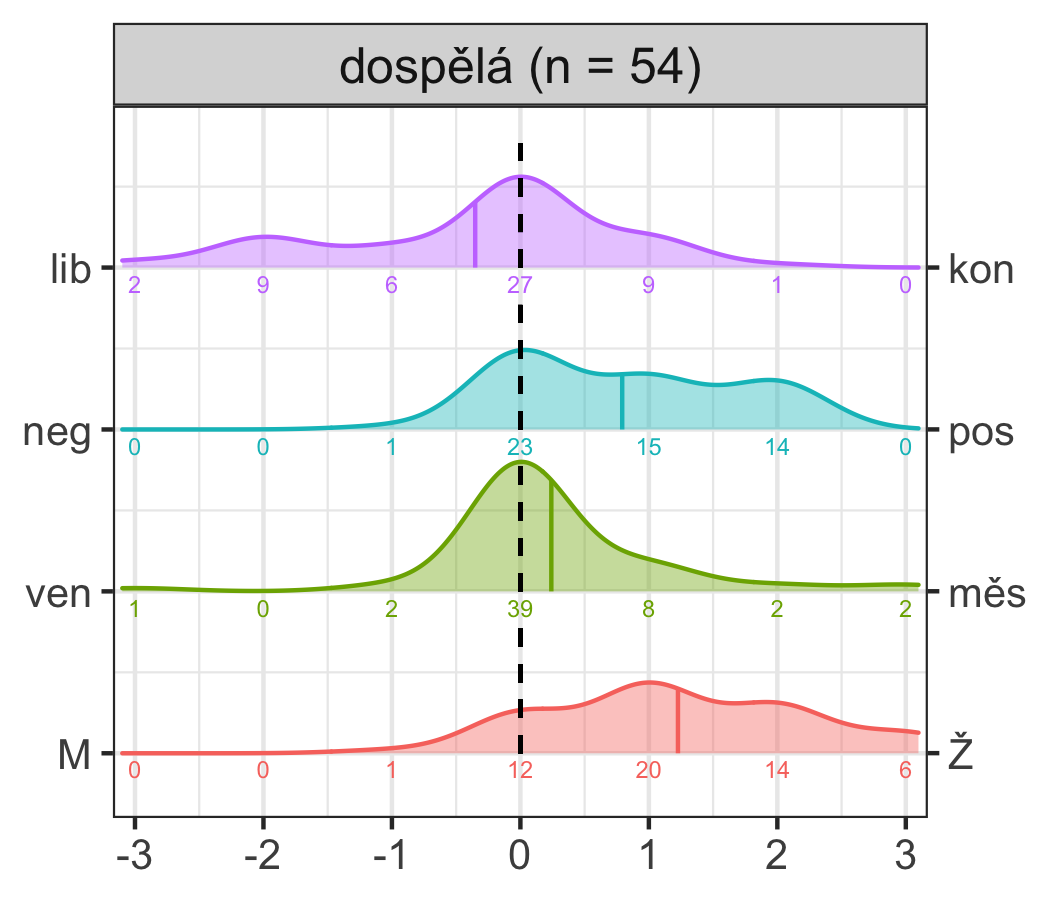 dospělá (n = 54)
lib kon
2 9 6 27 9 1 0
neg pos
0 0 1 23 15 14 0
ven měs
1 0 2 39 8 2 2
M Ž
0 0 1 12 20 14 6
-3 -2 -1 0 1 2 3